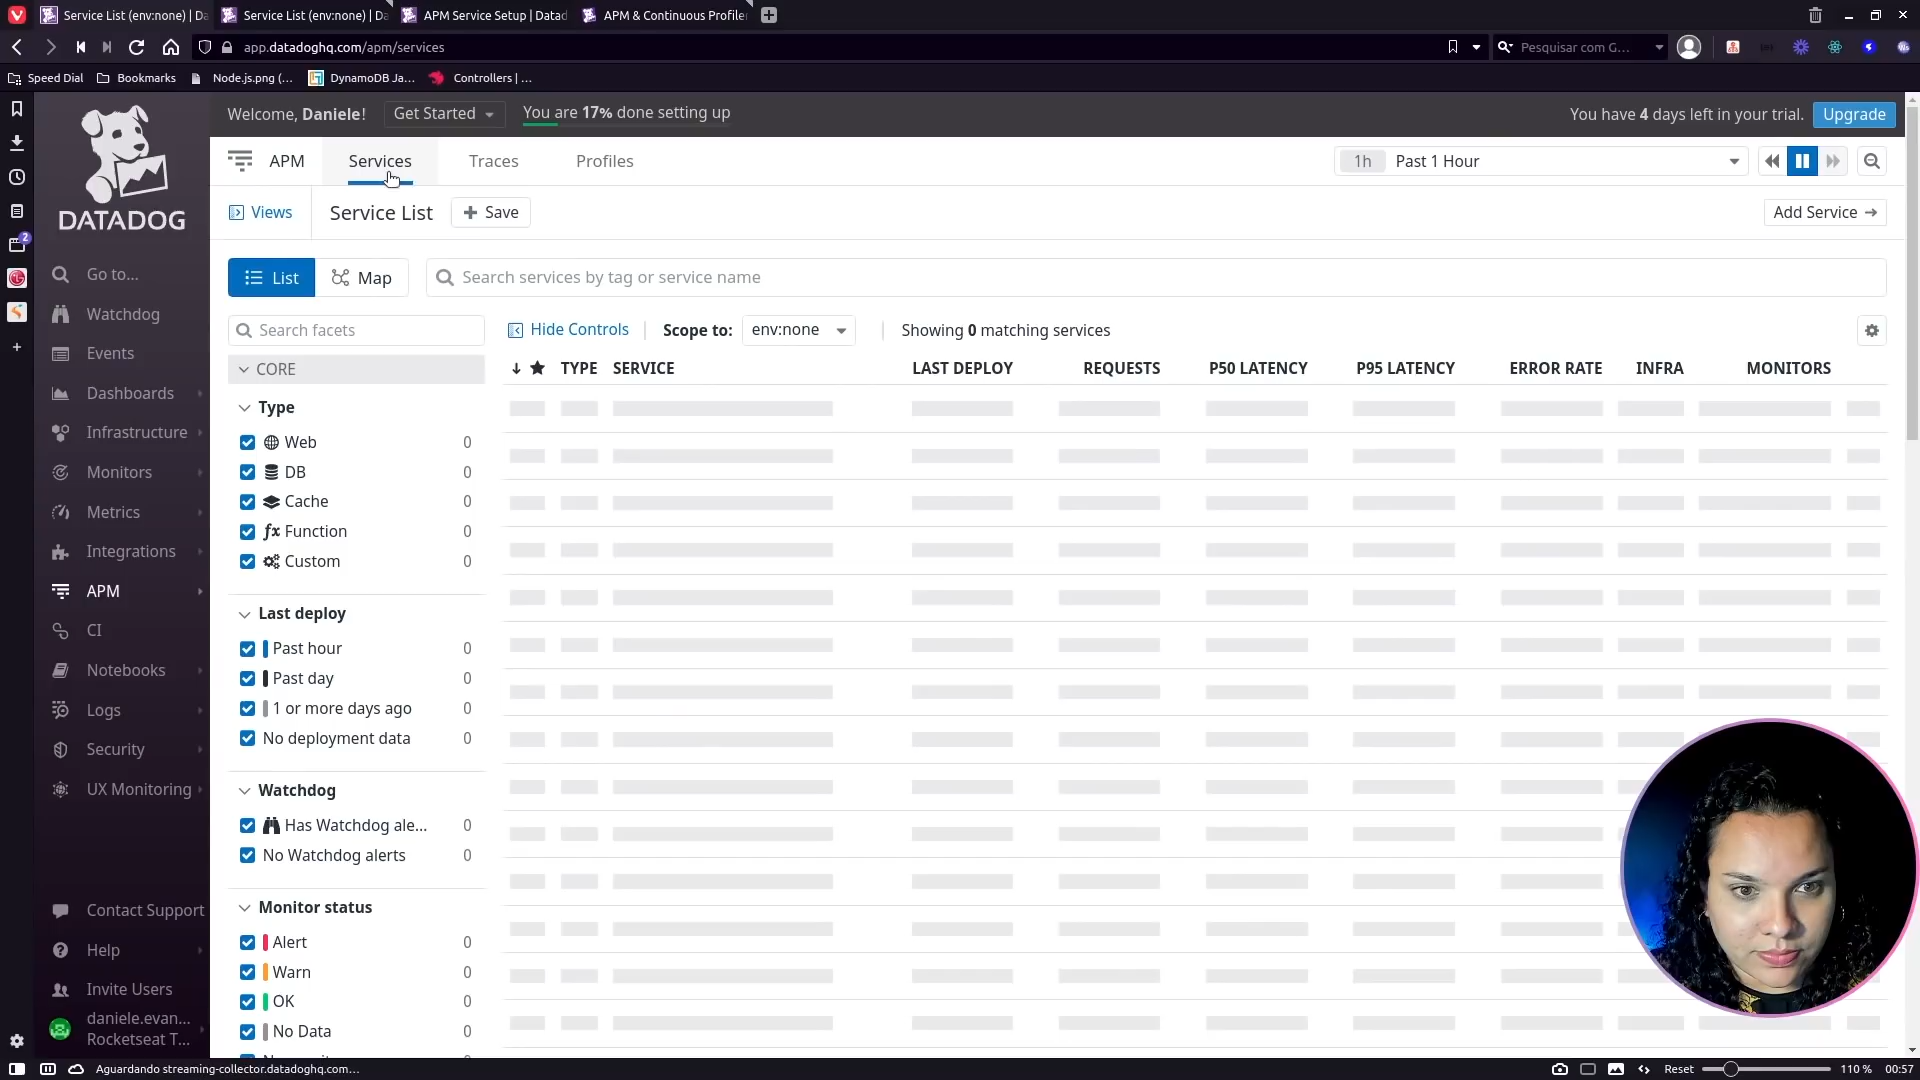 Service List (env:none) | Da
Service List (env:none) | Da
APM Service Setup | Datad
APM & Continuous Profiler
app.datadoghq.com/apm/services
Pesquisar com G...
Speed Dial
Bookmarks
Node.js.png (...
DynamoDB Ja...
Controllers | ...
Welcome, Daniele!
Get Started
You are 17% done setting up
You have 4 days left in your trial.
Upgrade
DATADOG
APM
Services
Traces
Profiles
1h
Past 1 Hour
Views
Service List
+ Save
Add Service →
List
Map
Search services by tag or service name
2
Go to...
Watchdog
Events
Dashboards
Infrastructure
Monitors
Metrics
Integrations
APM
CI
Notebooks
Logs
Security
UX Monitoring
Contact Support
Help
Invite Users
daniele.evan...
Rocketseat T...
Search facets
CORE
Type
Web 0
DB 0
Cache 0
fx Function 0
Custom 0
Last deploy
Past hour 0
Past day 0
1 or more days ago 0
No deployment data 0
Watchdog
Has Watchdog ale... 0
No Watchdog alerts 0
Monitor status
Alert 0
Warn 0
OK 0
No Data 0
Hide Controls
Scope to:
env:none
Showing 0 matching services
↓ ★ TYPE SERVICE LAST DEPLOY REQUESTS P50 LATENCY P95 LATENCY ERROR RATE INFRA MONITORS
Aguardando streaming-collector.datadoghq.com...
Reset
110 %
00:57